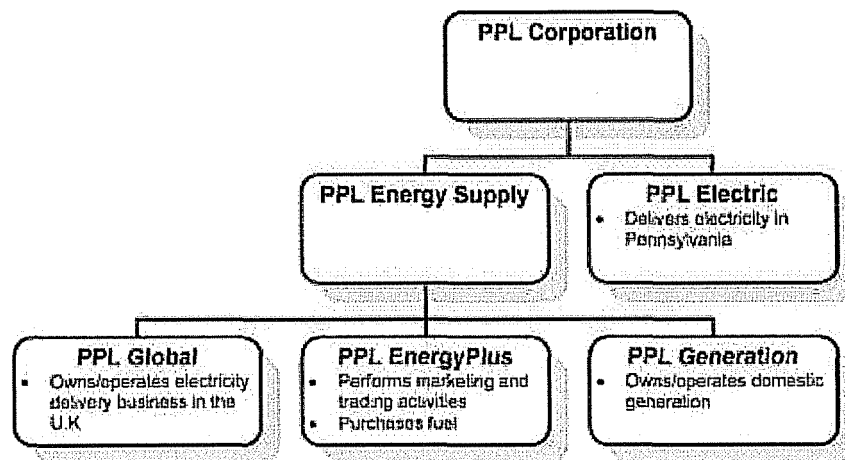 PPL Corporation
PPL Energy Supply
PPL Electric
• Delivers electricity in
Pennsylvania
PPL Global
• Owns/operates electricity
delivery business in the
U.K
PPL EnergyPlus
• Performs marketing and
trading activities
• Purchases fuel
PPL Generation
• Owns/operates domestic
generation